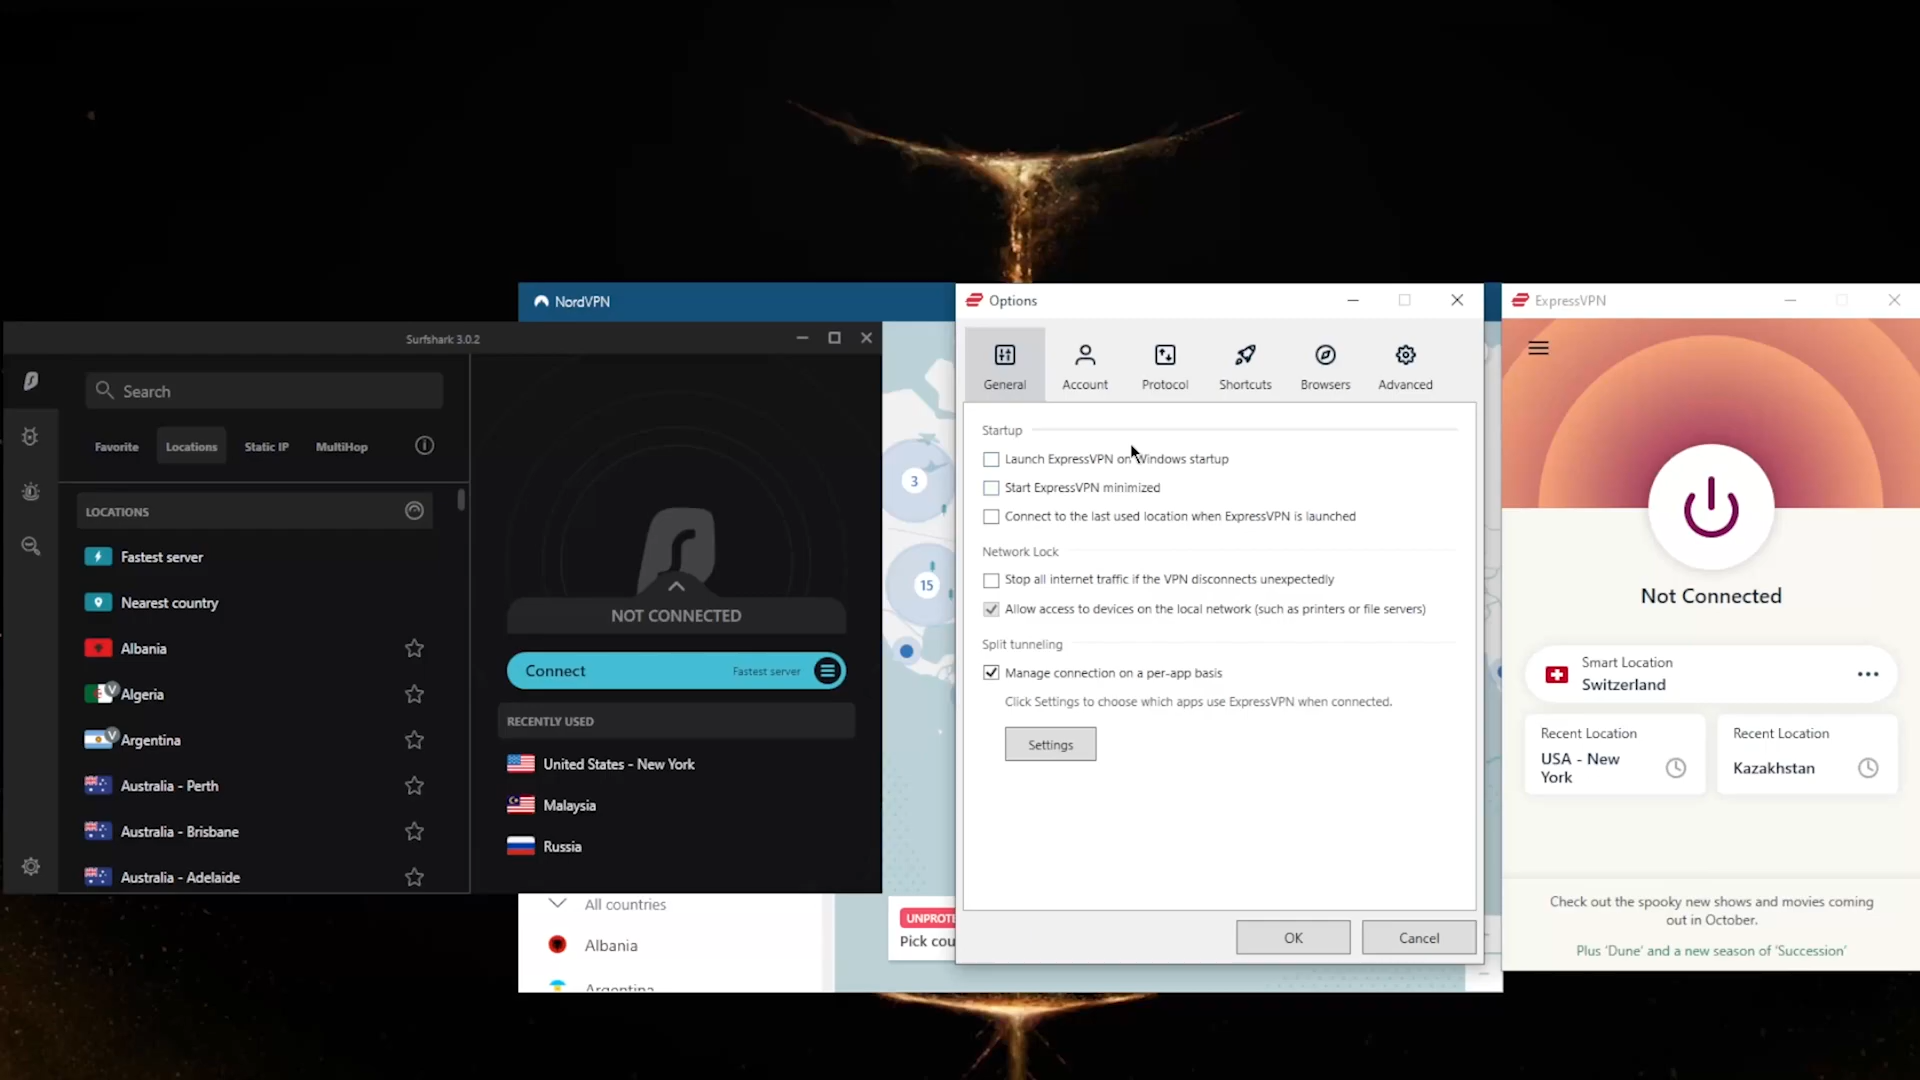 NordVPN
Surfshark 3.0.2
Search
Favorite
Locations
Static IP
MultiHop
LOCATIONS
Fastest server
Nearest country
Albania
V
Algeria
V
Argentina
Australia - Perth
Australia - Brisbane
Australia - Adelaide
NOT CONNECTED
Connect
Fastest server
RECENTLY USED
United States - New York
Malaysia
Russia
All countries
Albania
Argentina
3
15
UNPROTE
Pick cou
Options
General
Account
Protocol
Shortcuts
Browsers
Advanced
Startup
Launch ExpressVPN on Windows startup
Start ExpressVPN minimized
Connect to the last used location when ExpressVPN is launched
Network Lock
Stop all internet traffic if the VPN disconnects unexpectedly
Allow access to devices on the local network (such as printers or file servers)
Split tunneling
Manage connection on a per-app basis
Click Settings to choose which apps use ExpressVPN when connected.
Settings
OK
Cancel
ExpressVPN
Not Connected
Smart Location
Switzerland
Recent Location
USA - New
York
Recent Location
Kazakhstan
Check out the spooky new shows and movies coming
out in October.
Plus 'Dune' and a new season of 'Succession'